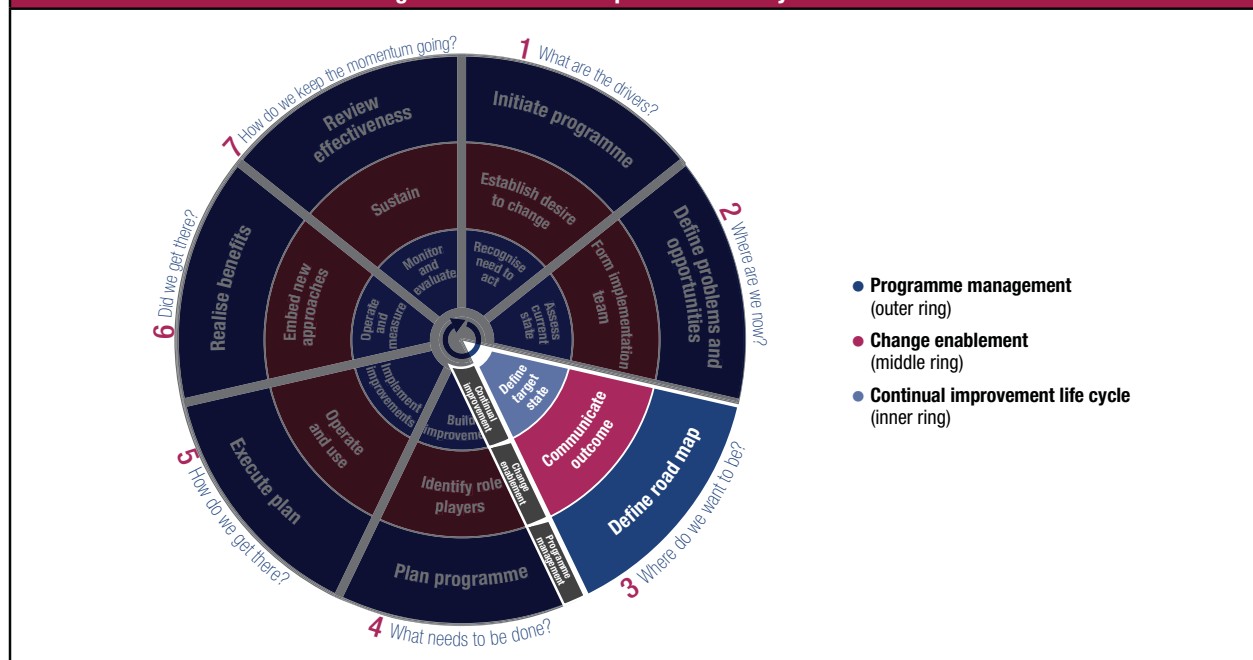 7 How do we keep the momentum going?
1 What are the drivers?
2 Where are we now?
3 Where do we want to be?
4 What needs to be done?
5 How do we get there?
6 Did we get there?
Review
effectiveness
Initiate programme
Define problems and
opportunities
Define road map
Plan programme
Execute plan
Realise benefits
Sustain
Establish desire
to change
Form implementation
team
Communicate
outcome
Identify role
players
Operate
and use
Embed new
approaches
Monitor
and
evaluate
Recognise
need to
act
Assess
current
state
Define
target
state
Build
improvements
Implement
improvements
Operate
and
measure
Continual
improvement
Change
enablement
Programme
management
• Programme management
(outer ring)
• Change enablement
(middle ring)
• Continual improvement life cycle
(inner ring)